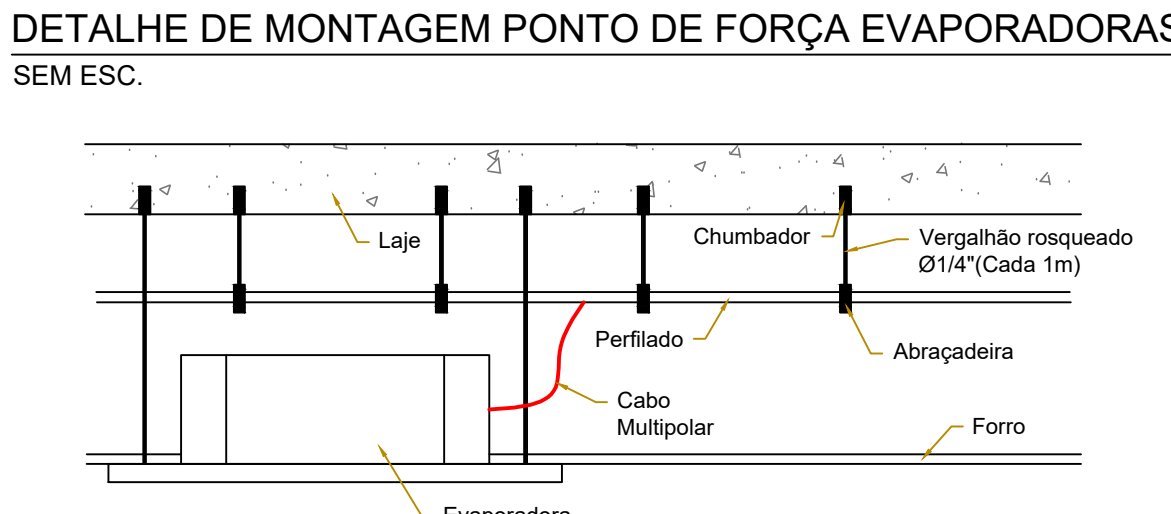 DETALHE DE MONTAGEM PONTO DE FORÇA EVAPORADORAS
SEM ESC.
Laje
Chumbador
Vergalhão rosqueado
Ø1/4"(Cada 1m)
Perfilado
Abraçadeira
Cabo
Multipolar
Forro
Evaporadora